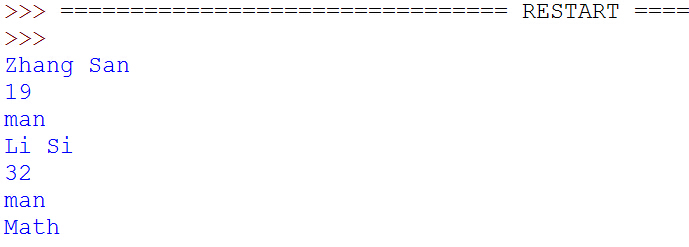 >>> ================================ RESTART ====
>>>
Zhang San
19
man
Li Si
32
man
Math